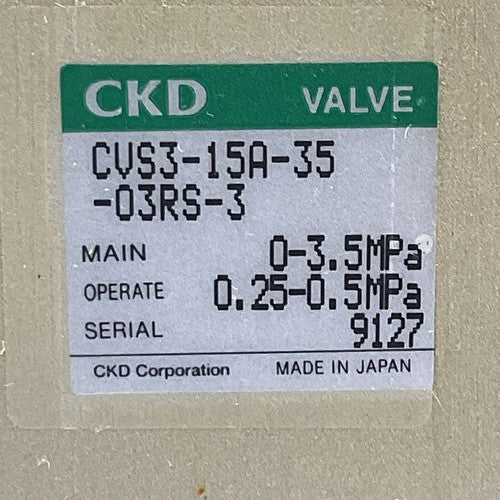 CKD VALVE
CVS3-15A-35
-03RS-3
MAIN 0-3.5MPa
OPERATE 0.25-0.5MPa
SERIAL 9127
CKD Corporation MADE IN JAPAN